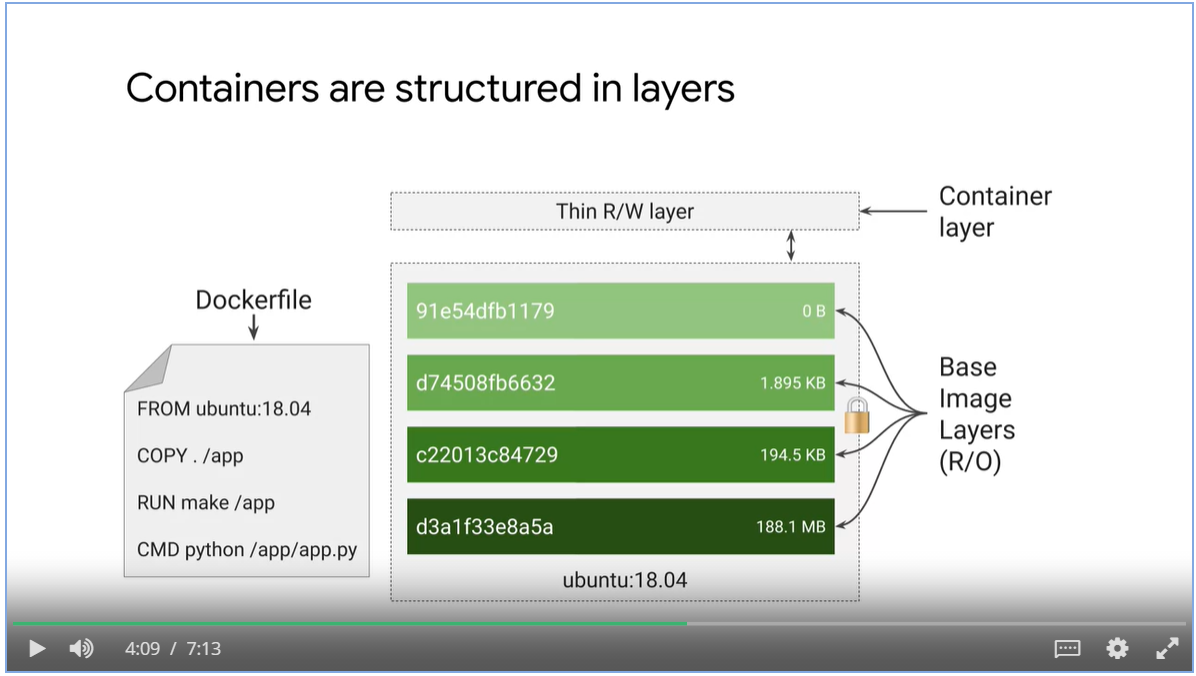 Containers are structured in layers
Thin R/W layer
Container
layer
Dockerfile
FROM ubuntu:18.04
COPY . /app
RUN make /app
CMD python /app/app.py
91e54dfb1179 0 B
d74508fb6632 1.895 KB
c22013c84729 194.5 KB
d3a1f33e8a5a 188.1 MB
ubuntu:18.04
Base
Image
Layers
(R/O)
4:09 / 7:13